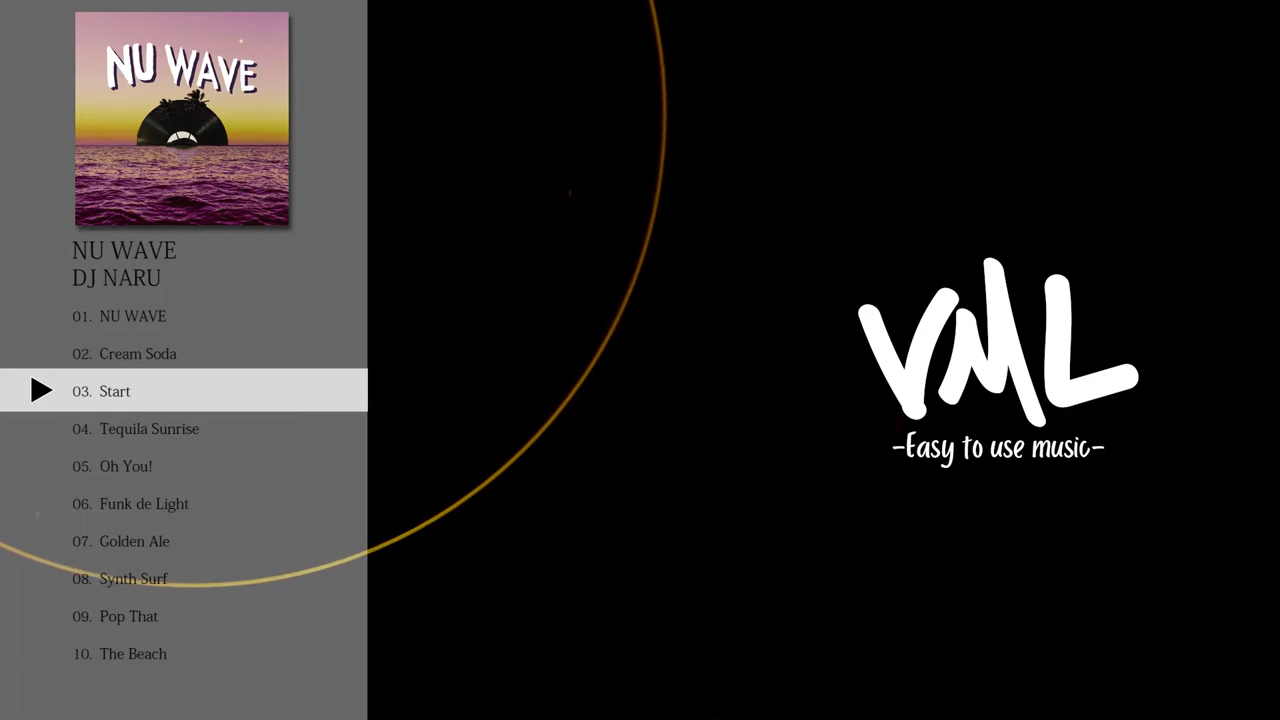 NU WAVE
NU WAVE
DJ NARU
01. NU WAVE
02. Cream Soda
03. Start
04. Tequila Sunrise
05. Oh You!
06. Funk de Light
07. Golden Ale
08. Synth Surf
09. Pop That
10. The Beach
VML
-Easy to use music-